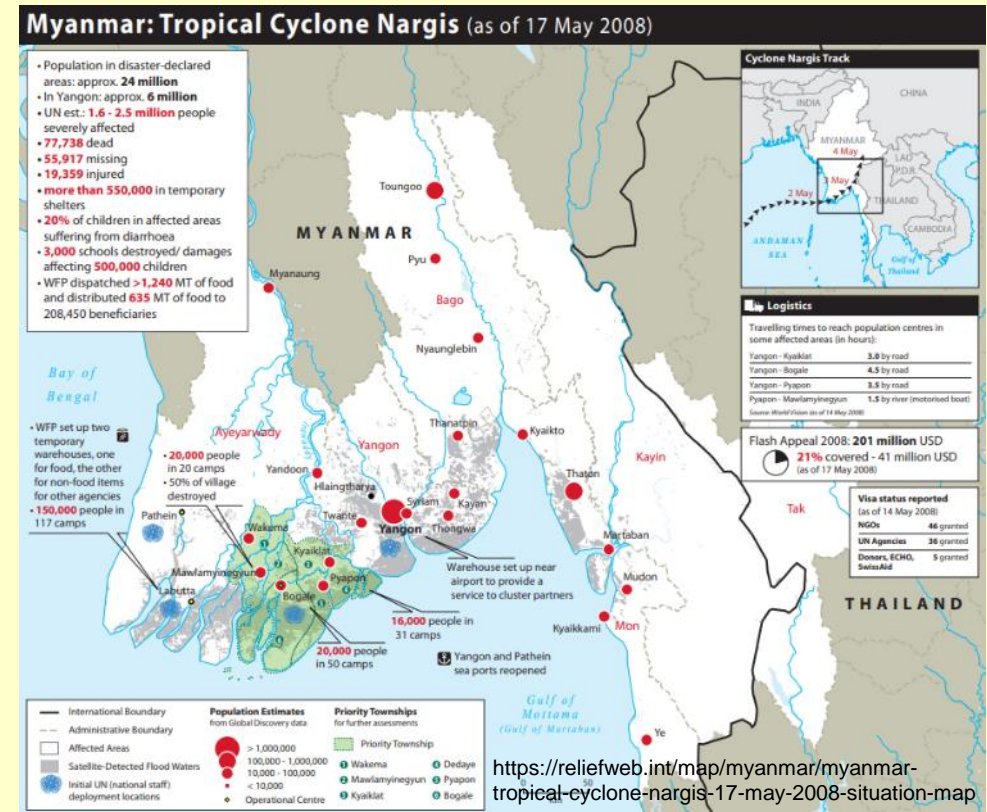 Myanmar: Tropical Cyclone Nargis (as of 17 May 2008)
• Population in disaster-declared
areas: approx. 24 million
• In Yangon: approx. 6 million
• UN est.: 1.6 - 2.5 million people
severely affected
• 77,738 dead
• 55,917 missing
• 19,359 injured
• more than 550,000 in temporary
shelters
• 20% of children in affected areas
suffering from diarrhoea
• 3,000 schools destroyed/ damages
affecting 500,000 children
• WFP dispatched >1,240 MT of food
and distributed 635 MT of food to
208,450 beneficiaries
Cyclone Nargis Track
INDIA
CHINA
MYANMAR
4 May
LAO
P.D.R.
3 May
2 May
THAILAND
CAMBODIA
ANDAMAN
SEA
Gulf of
Thailand
Logistics
Travelling times to reach population centres in
some affected areas (in hours):
Yangon - Kyaiklat 3.0 by road
Yangon - Bogale 4.5 by road
Yangon - Pyapon 3.5 by road
Pyapon - Mawlamyinegyun 1.5 by river (motorised boat)
Source World Vision (as of 14 May 2008)
Flash Appeal 2008: 201 million USD
21% covered - 41 million USD
(as of 17 May 2008)
Visa status reported
(as of 14 May 2008)
NGOs 46 granted
UN Agencies 36 granted
Donors, ECHO, 5 granted
SwissAid
MYANMAR
Toungoo
Pyu
Myanaung
Bago
Nyaunglebin
Bay of
Bengal
• WFP set up two
temporary
warehouses, one
for food, the other
for non-food items
for other agencies
• 150,000 people in
117 camps
Ayeyarwady
• 20,000 people
in 20 camps
• 50% of village
destroyed
Yangon
Thanatpin
Kyaikto
Kayin
Yandoon
Hlaingtharya
Thaton
Syriam
Kayan
Tak
Pathein
Twante
Yangon
Thongwa
Wakema
Kyaiklat
Martaban
Warehouse set up near
airport to provide a
service to cluster partners
Mawlamyinegyun
Pyapon
Mudon
Labutta
Bogale
THAILAND
16,000 people in
31 camps
Kyaikkami
Mon
20,000 people
in 50 camps
Yangon and Pathein
sea ports reopened
Gulf of
Mottama
(Gulf of Martaban)
Ye
International Boundary
Administrative Boundary
Affected Areas
Satellite-Detected Flood Waters
Initial UN (national staff)
deployment locations
Population Estimates
from Global Discovery data
> 1,000,000
100,000 - 1,000,000
10,000 - 100,000
< 10,000
Operational Centre
Priority Townships
for further assessments
Priority Township
1 Wakema
2 Mawlamyinegyun
3 Kyaiklat
4 Dedaye
5 Pyapon
6 Bogale
https://reliefweb.int/map/myanmar/myanmar-
tropical-cyclone-nargis-17-may-2008-situation-map